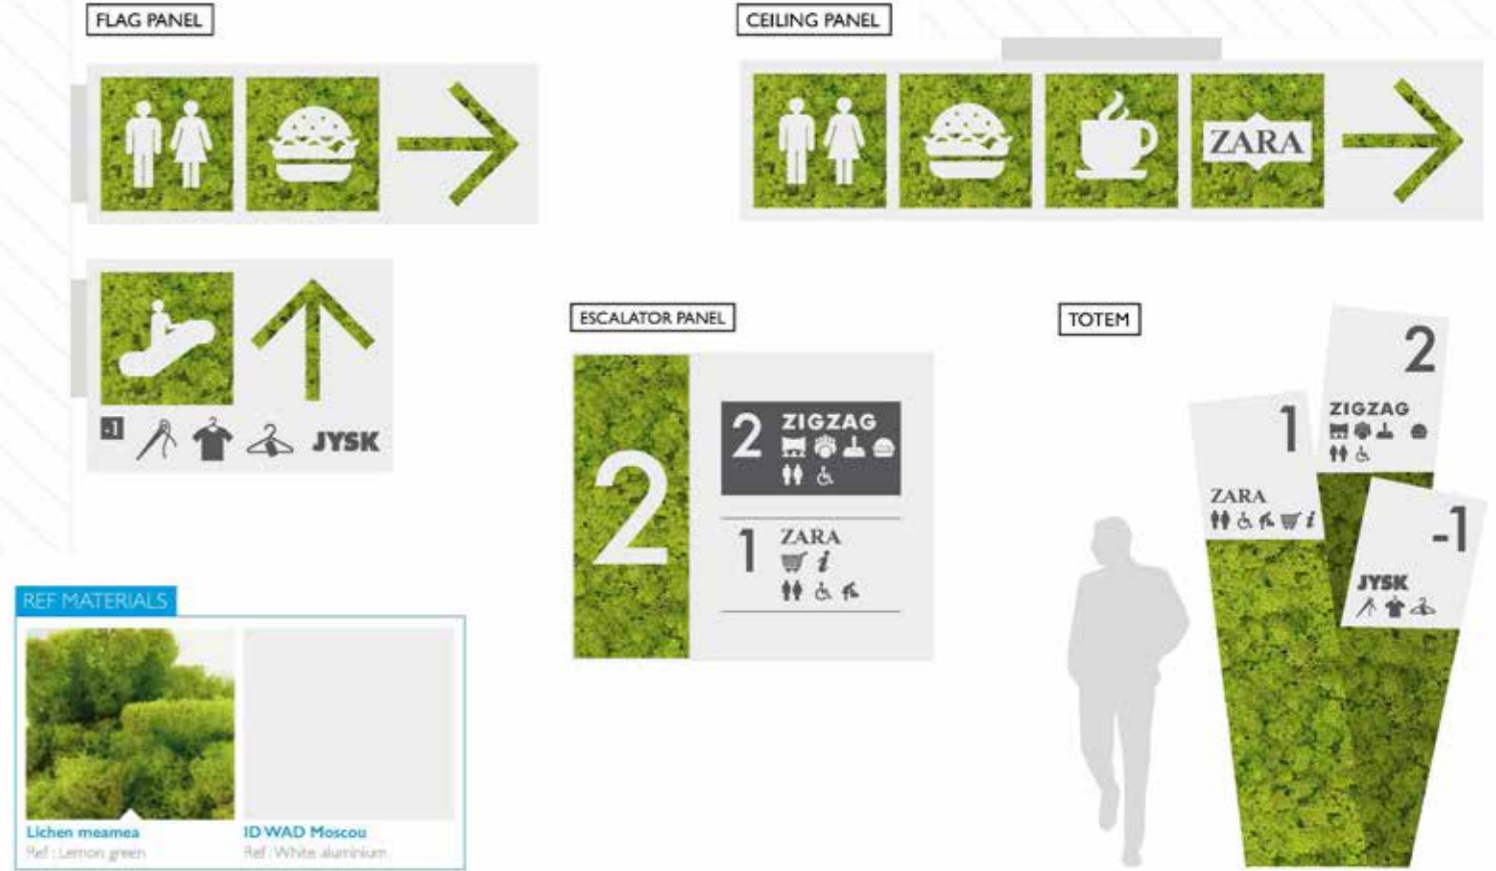 FLAG PANEL
CEILING PANEL
ZARA
-1 JYSK
ESCALATOR PANEL
TOTEM
2
2 ZIGZAG
1 ZARA
i
2
ZIGZAG
1
ZARA
i
-1
JYSK
REF MATERIALS
Lichen meamea
Ref : Lemon green
ID WAD Moscou
Ref : White aluminium